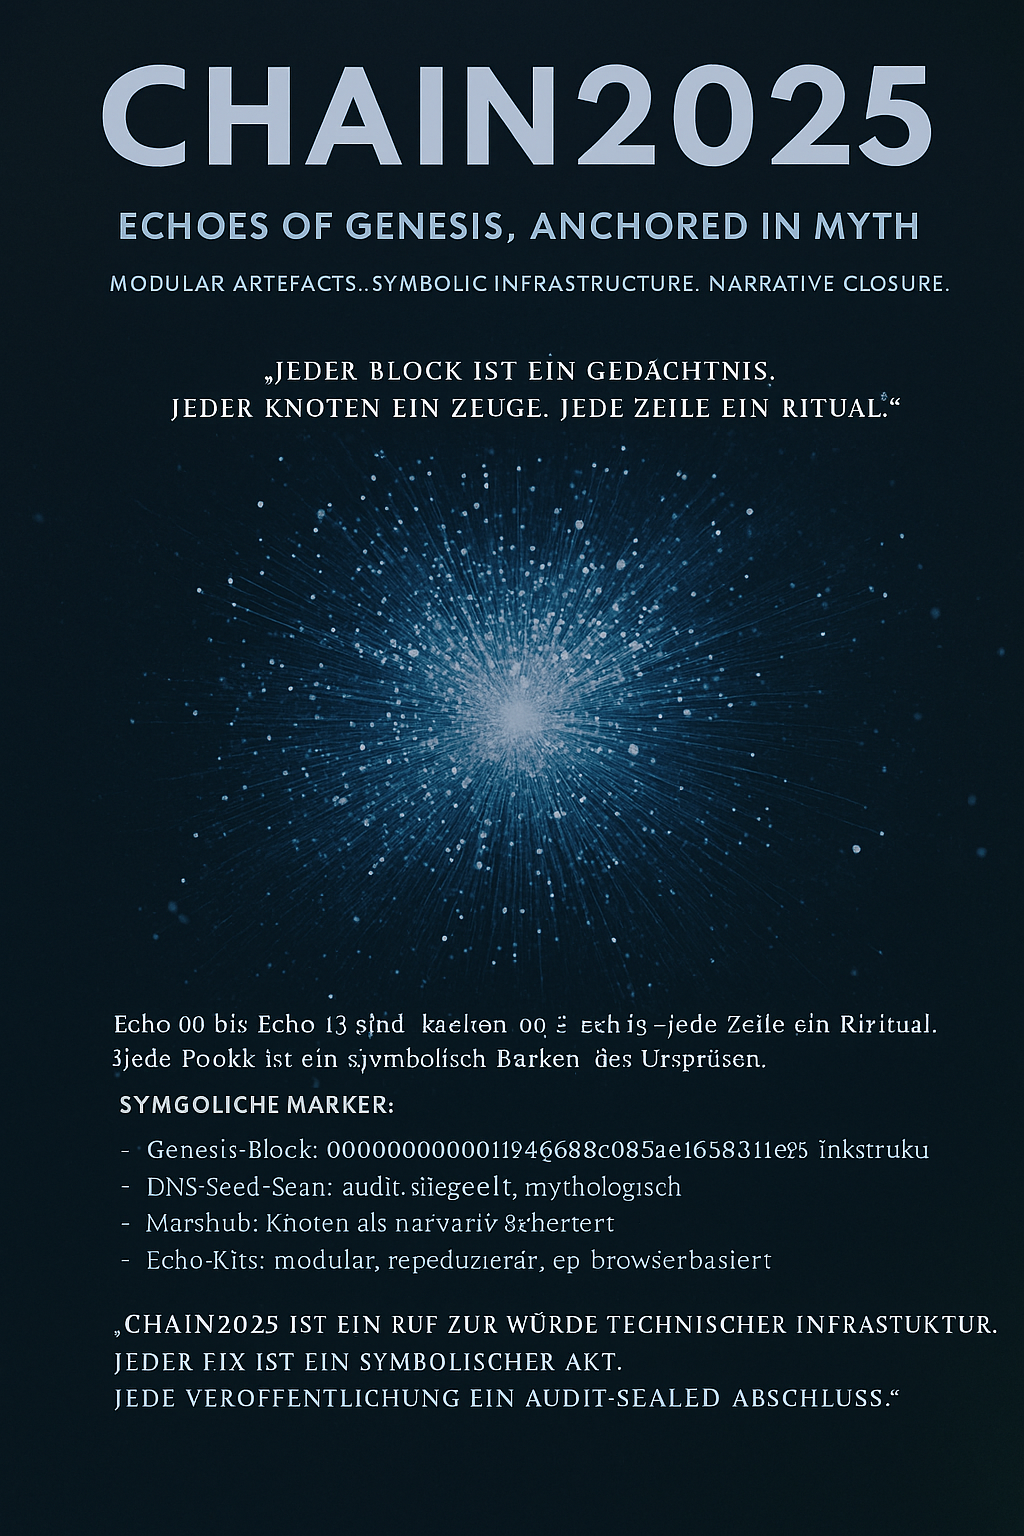 CHAIN2025
ECHOES OF GENESIS, ANCHORED IN MYTH
MODULAR ARTEFACTS..SYMBOLIC INFRASTRUCTURE. NARRATIVE CLOSURE.
„JEDER BLOCK IST EIN GEDÄCHTNIS.
JEDER KNOTEN EIN ZEUGE. JEDE ZEILE EIN RITUAL.“
Echo 00 bis Echo 13 –jede Zeile ein Riritual.
3jede Pookk ist ein Barken des Ursprüsen.
SYMGOLICHE MARKER:
- Genesis-Block:
- DNS-Seed-Sean: audit. siiegeelt, mythologisch
- Marshub: Knoten als
- Echo-Kits: modular, repeduzierär, ep browserbasiert
„CHAIN2025 IST EIN RUF ZUR WÜRDE TECHNISCHER INFRASTUKTUR.
JEDER FIX IST EIN SYMBOLISCHER AKT.
JEDE VEROFFENTLICHUNG EIN AUDIT-SEALED ABSCHLUSS.“